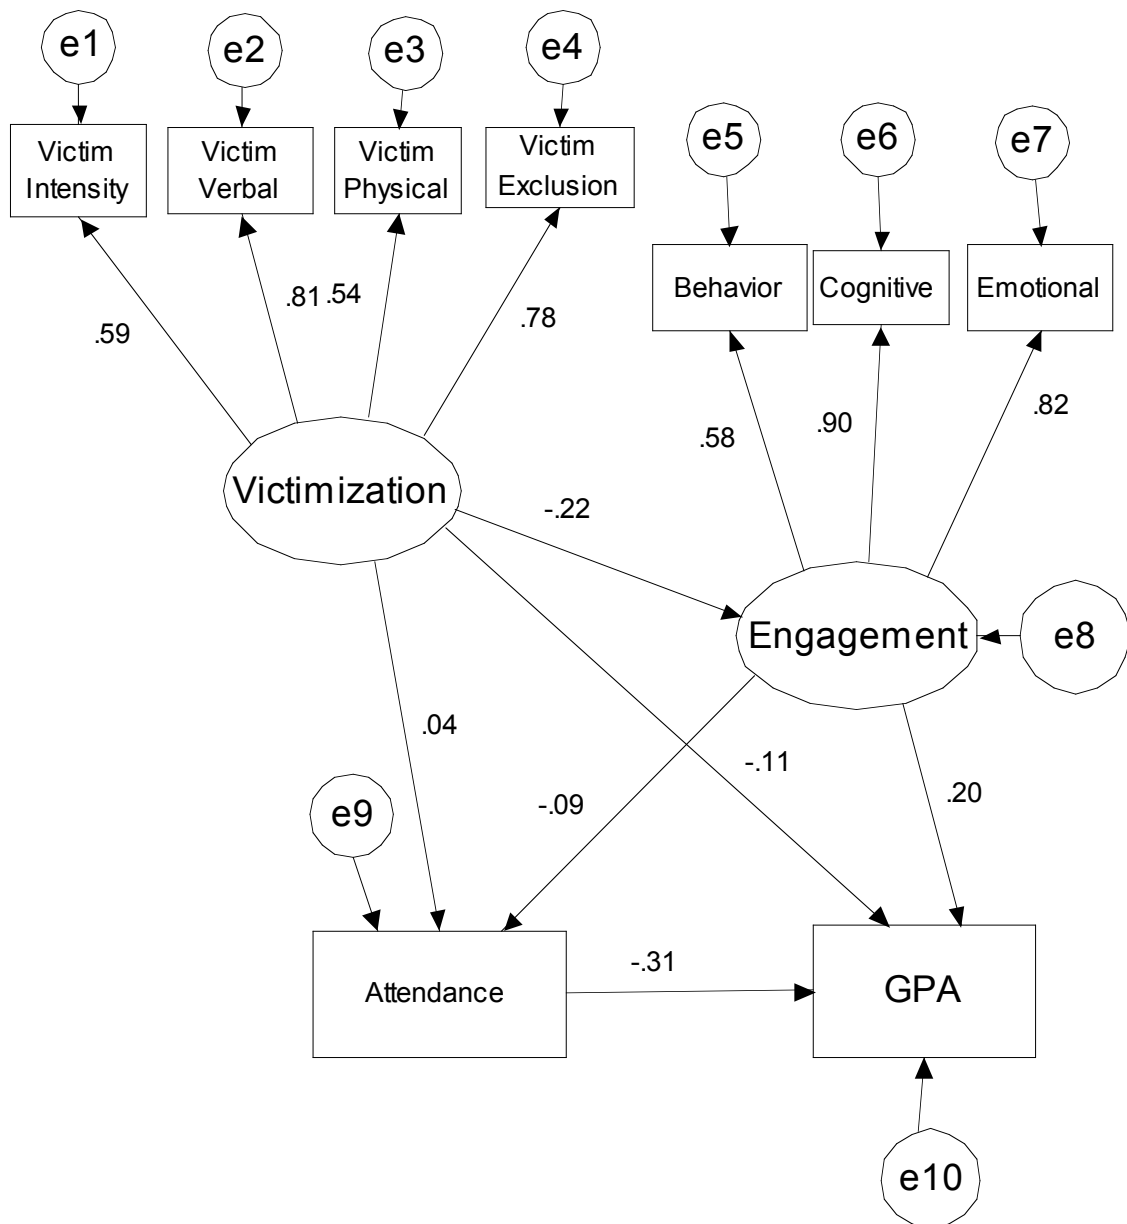 e1
e2
e3
e4
Victim
Intensity
Victim
Verbal
Victim
Physical
Victim
Exclusion
e5
e6
e7
Behavior
Cognitive
Emotional
.59
.81
.54
.78
.58
.90
.82
Victimization
-.22
Engagement
e8
.04
-.09
-.11
.20
e9
Attendance
-.31
GPA
e10